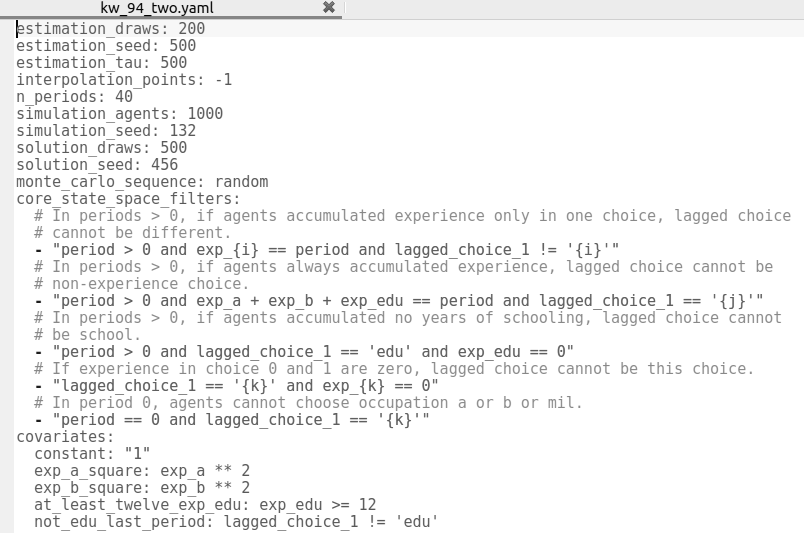 kw_94_two.yaml
estimation_draws: 200
estimation_seed: 500
estimation_tau: 500
interpolation_points: -1
n_periods: 40
simulation_agents: 1000
simulation_seed: 132
solution_draws: 500
solution_seed: 456
monte_carlo_sequence: random
core_state_space_filters:
  # In periods > 0, if agents accumulated experience only in one choice, lagged choice
  # cannot be different.
  - "period > 0 and exp_{i} == period and lagged_choice_1 != '{i}'"
  # In periods > 0, if agents always accumulated experience, lagged choice cannot be
  # non-experience choice.
  - "period > 0 and exp_a + exp_b + exp_edu == period and lagged_choice_1 == '{j}'"
  # In periods > 0, if agents accumulated no years of schooling, lagged choice cannot
  # be school.
  - "period > 0 and lagged_choice_1 == 'edu' and exp_edu == 0"
  # If experience in choice 0 and 1 are zero, lagged choice cannot be this choice.
  - "lagged_choice_1 == '{k}' and exp_{k} == 0"
  # In period 0, agents cannot choose occupation a or b or mil.
  - "period == 0 and lagged_choice_1 == '{k}'"
covariates:
  constant: "1"
  exp_a_square: exp_a ** 2
  exp_b_square: exp_b ** 2
  at_least_twelve_exp_edu: exp_edu >= 12
  not_edu_last_period: lagged_choice_1 != 'edu'